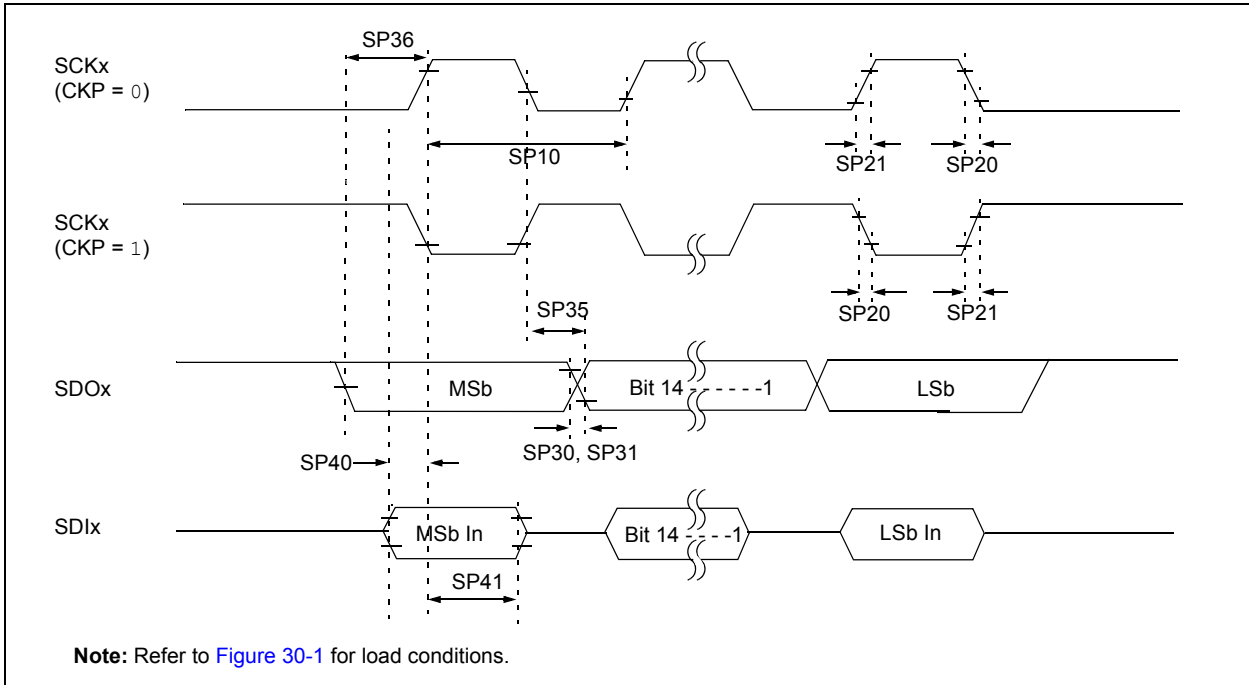 SP36
SCKx
(CKP = 0)
SP10
SP21
SP20
SCKx
(CKP = 1)
SP35
SP20
SP21
SDOx
MSb
Bit 14 - - - - - -1
LSb
SP40
SP30, SP31
SDIx
MSb In
Bit 14 - - - -1
LSb In
SP41
Note: Refer to Figure 30-1 for load conditions.